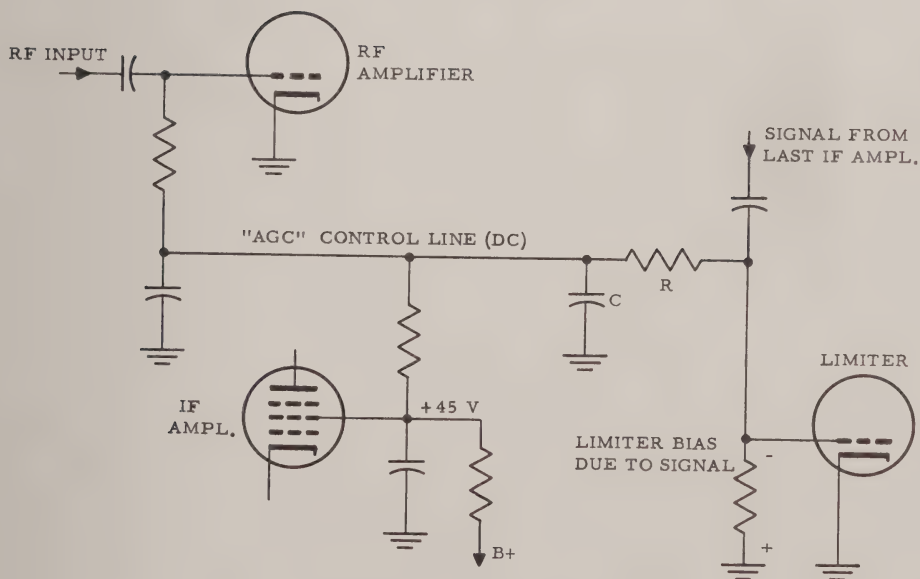 RF INPUT
RF
AMPLIFIER
SIGNAL FROM
LAST IF AMPL.
"AGC" CONTROL LINE (DC)
R
C
LIMITER
IF
AMPL.
+45 V
LIMITER BIAS
DUE TO SIGNAL
-
+
B+